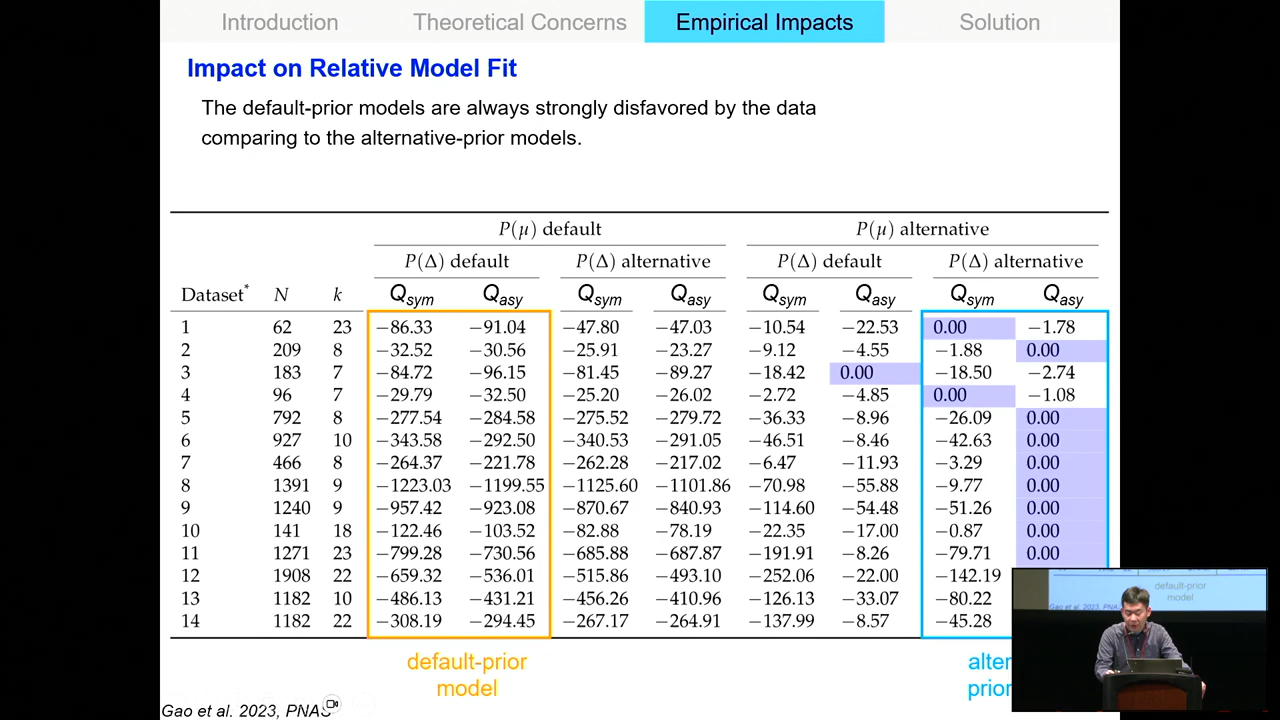 Introduction Theoretical Concerns Empirical Impacts Solution
Impact on Relative Model Fit
The default-prior models are always strongly disfavored by the data
comparing to the alternative-prior models.
P(μ) default P(μ) alternative
P(Δ) default P(Δ) alternative P(Δ) default P(Δ) alternative
Dataset* N k Qsym Qasy Qsym Qasy Qsym Qasy Qsym Qasy
1 62 23 −86.33 −91.04 −47.80 −47.03 −10.54 −22.53 0.00 −1.78
2 209 8 −32.52 −30.56 −25.91 −23.27 −9.12 −4.55 −1.88 0.00
3 183 7 −84.72 −96.15 −81.45 −89.27 −18.42 0.00 −18.50 −2.74
4 96 7 −29.79 −32.50 −25.20 −26.02 −2.72 −4.85 0.00 −1.08
5 792 8 −277.54 −284.58 −275.52 −279.72 −36.33 −8.96 −26.09 0.00
6 927 10 −343.58 −292.50 −340.53 −291.05 −46.51 −8.46 −42.63 0.00
7 466 8 −264.37 −221.78 −262.28 −217.02 −6.47 −11.93 −3.29 0.00
8 1391 9 −1223.03 −1199.55 −1125.60 −1101.86 −70.98 −55.88 −9.77 0.00
9 1240 9 −957.42 −923.08 −870.67 −840.93 −114.60 −54.48 −51.26 0.00
10 141 18 −122.46 −103.52 −82.88 −78.19 −22.35 −17.00 −0.87 0.00
11 1271 23 −799.28 −730.56 −685.88 −687.87 −191.91 −8.26 −79.71 0.00
12 1908 22 −659.32 −536.01 −515.86 −493.10 −252.06 −22.00 −142.19
13 1182 10 −486.13 −431.21 −456.26 −410.96 −126.13 −33.07 −80.22
14 1182 22 −308.19 −294.45 −267.17 −264.91 −137.99 −8.57 −45.28
default-prior
model
alter
prior
Gao et al. 2023, PNAS
default-prior
model
Gao et al. 2023, PNAS